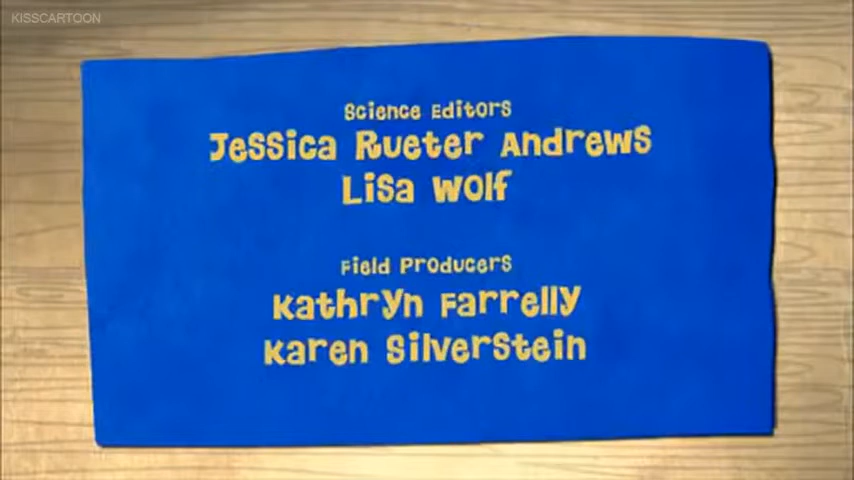 KISSCARTOON
Science Editors
Jessica Rueter Andrews
Lisa Wolf
Field Producers
Kathryn Farrelly
Karen Silverstein